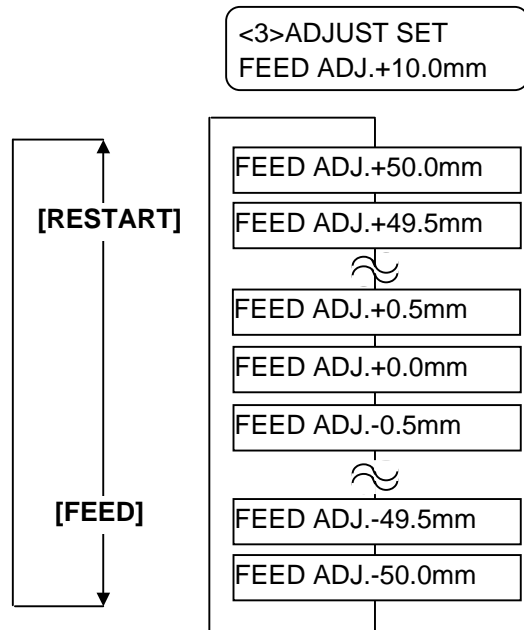 <3>ADJUST SET
FEED ADJ.+10.0mm
FEED ADJ.+50.0mm
[RESTART]
FEED ADJ.+49.5mm
FEED ADJ.+0.5mm
FEED ADJ.+0.0mm
FEED ADJ.-0.5mm
[FEED]
FEED ADJ.-49.5mm
FEED ADJ.-50.0mm